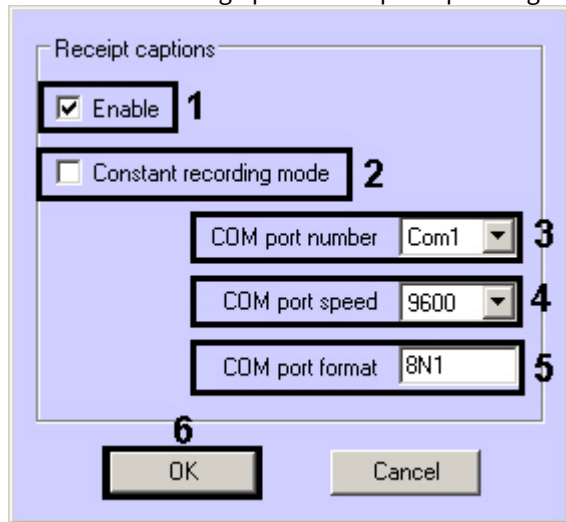 Receipt captions
Enable 1
Constant recording mode 2
COM port number Com1 3
COM port speed 9600 4
COM port format 8N1 5
6
OK Cancel